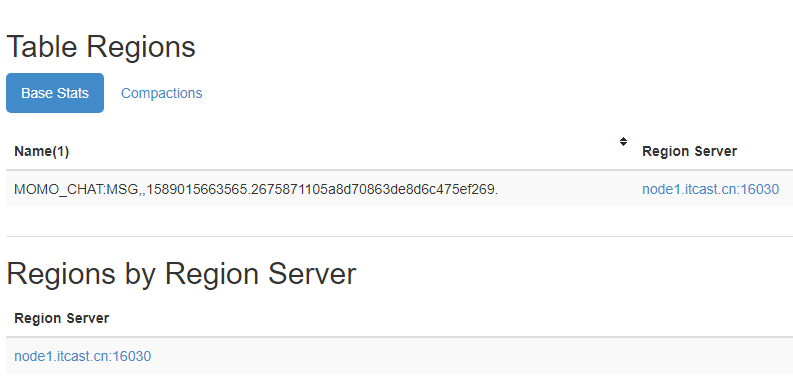 Table Regions
Base Stats Compactions
Name(1) Region Server
MOMO_CHAT:MSG,,1589015663565.2675871105a8d70863de8d6c475ef269. node1.itcast.cn:16030
Regions by Region Server
Region Server
node1.itcast.cn:16030